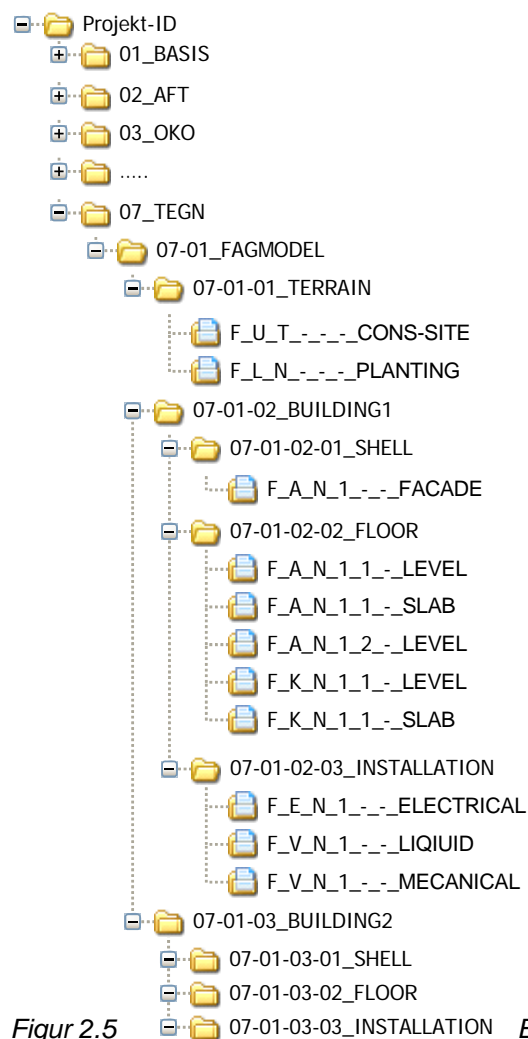 Projekt-ID
01_BASIS
02_AFT
03_OKO
.....
07_TEGN
07-01_FAGMODEL
07-01-01_TERRAIN
F_U_T_-_-_-_CONS-SITE
F_L_N_-_-_-_PLANTING
07-01-02_BUILDING1
07-01-02-01_SHELL
F_A_N_1_-_-_FACADE
07-01-02-02_FLOOR
F_A_N_1_1_-_LEVEL
F_A_N_1_1_-_SLAB
F_A_N_1_2_-_LEVEL
F_K_N_1_1_-_LEVEL
F_K_N_1_1_-_SLAB
07-01-02-03_INSTALLATION
F_E_N_1_-_-_ELECTRICAL
F_V_N_1_-_-_LIQIUID
F_V_N_1_-_-_MECANICAL
07-01-03_BUILDING2
07-01-03-01_SHELL
07-01-03-02_FLOOR
Figur 2.5 07-01-03-03_INSTALLATION